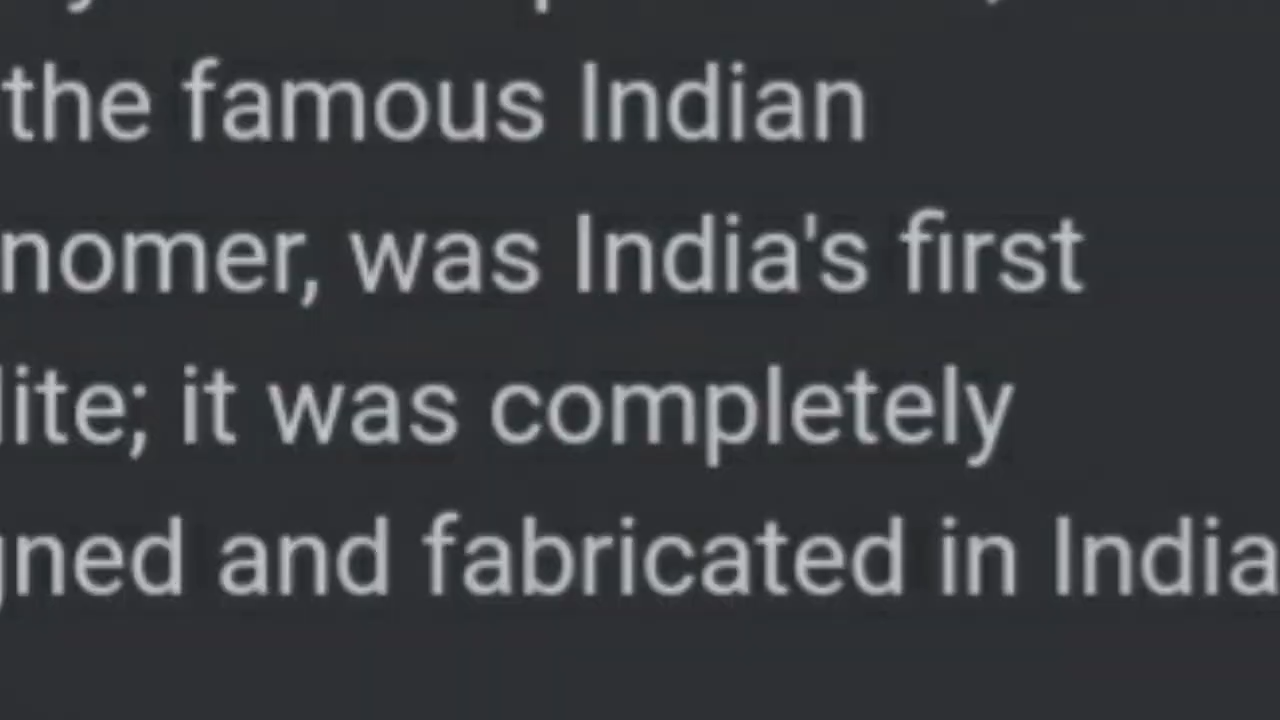 the famous Indian
nomer, was India's first
lite; it was completely
gned and fabricated in India